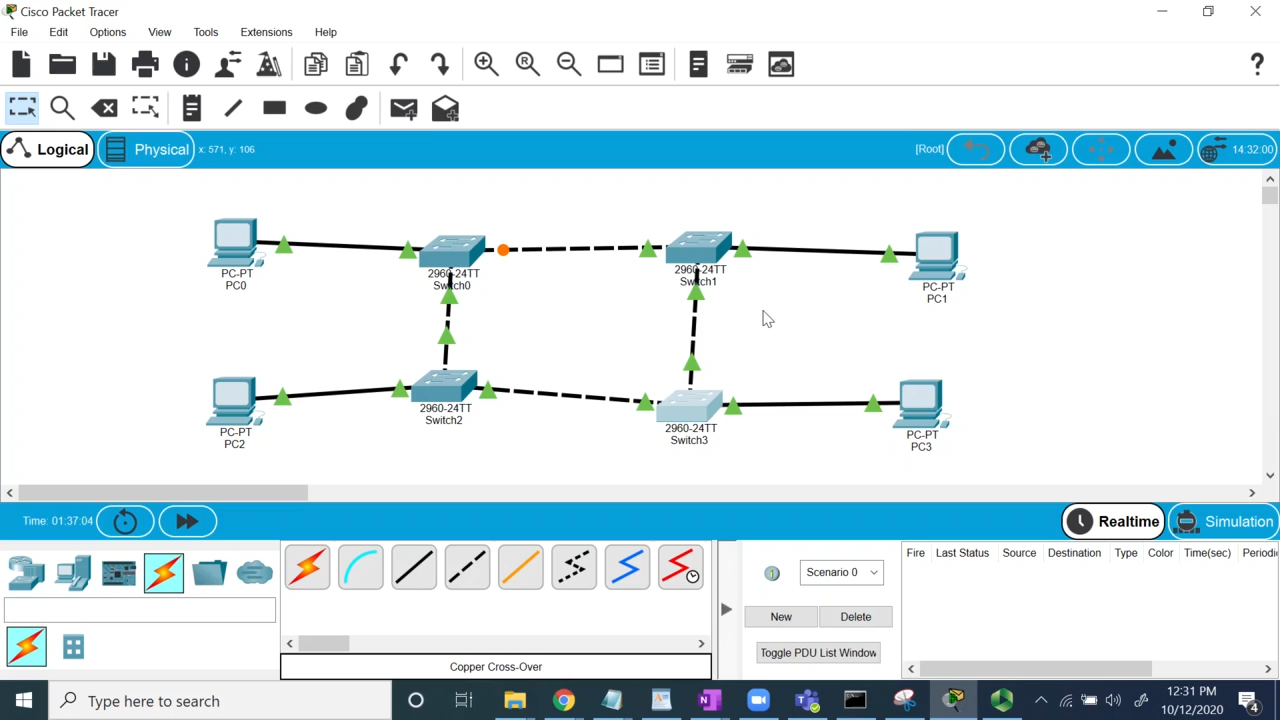 Cisco Packet Tracer
File Edit Options View Tools Extensions Help
R
i
?
Logical
Physical
x: 571, y: 106
[Root]
14:32:00
PC-PT
PC0
2960-24TT
Switch0
2960-24TT
Switch1
PC-PT
PC1
PC-PT
PC2
2960-24TT
Switch2
2960-24TT
Switch3
PC-PT
PC3
Time: 01:37:04
Realtime
Simulation
Fire Last Status Source Destination Type Color Time(sec) Periodi
Scenario 0
New
Delete
Toggle PDU List Window
Copper Cross-Over
Type here to search
12:31 PM
10/12/2020
4